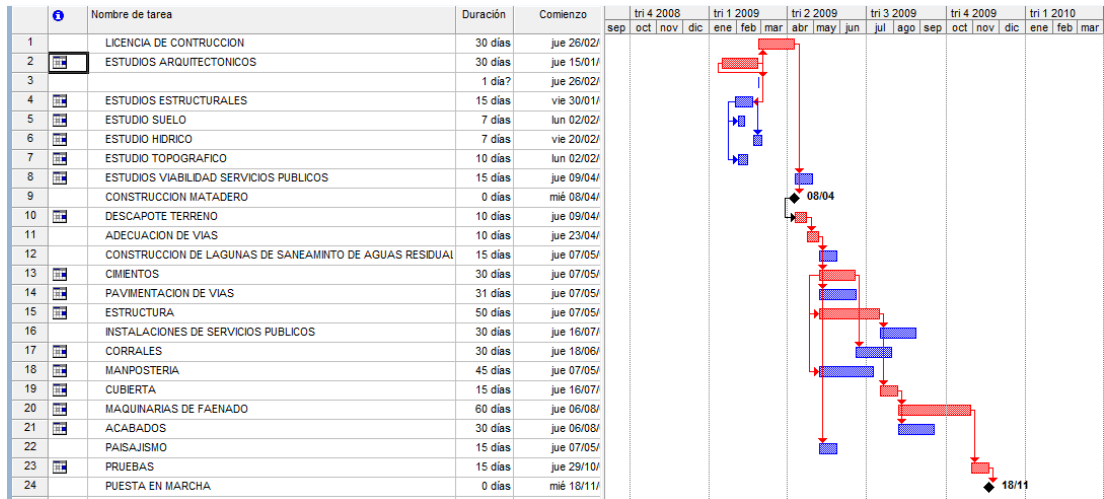 Nombre de tarea Duración Comienzo tri 4 2008 tri 1 2009 tri 2 2009 tri 3 2009 tri 4 2009 tri 1 2010
sep oct nov dic ene feb mar abr may jun jul ago sep oct nov dic ene feb mar
1 LICENCIA DE CONTRUCCION 30 días jue 26/02/
2 ESTUDIOS ARQUITECTONICOS 30 días jue 15/01/
3 1 día? jue 26/02/
4 ESTUDIOS ESTRUCTURALES 15 días vie 30/01/
5 ESTUDIO SUELO 7 días lun 02/02/
6 ESTUDIO HIDRICO 7 días vie 20/02/
7 ESTUDIO TOPOGRAFICO 10 días lun 02/02/
8 ESTUDIOS VIABILIDAD SERVICIOS PUBLICOS 15 días jue 09/04/
9 CONSTRUCCION MATADERO 0 días mié 08/04/ 08/04
10 DESCAPOTE TERRENO 10 días jue 09/04/
11 ADECUACION DE VIAS 10 días jue 23/04/
12 CONSTRUCCION DE LAGUNAS DE SANEAMINTO DE AGUAS RESIDUAL 15 días jue 07/05/
13 CIMIENTOS 30 días jue 07/05/
14 PAVIMENTACION DE VIAS 31 días jue 07/05/
15 ESTRUCTURA 50 días jue 07/05/
16 INSTALACIONES DE SERVICIOS PUBLICOS 30 días jue 16/07/
17 CORRALES 30 días jue 18/06/
18 MANPOSTERIA 45 días jue 07/05/
19 CUBIERTA 15 días jue 16/07/
20 MAQUINARIAS DE FAENADO 60 días jue 06/08/
21 ACABADOS 30 días jue 06/08/
22 PAISAJISMO 15 días jue 07/05/
23 PRUEBAS 15 días jue 29/10/
24 PUESTA EN MARCHA 0 días mié 18/11/ 18/11